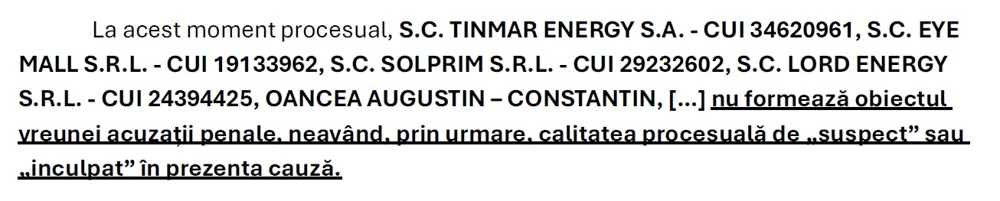 La acest moment procesual, S.C. TINMAR ENERGY S.A. - CUI 34620961, S.C. EYE
MALL S.R.L. - CUI 19133962, S.C. SOLPRIM S.R.L. - CUI 29232602, S.C. LORD ENERGY
S.R.L. - CUI 24394425, OANCEA AUGUSTIN – CONSTANTIN, [...] nu formează obiectul
vreunei acuzații penale, neavând, prin urmare, calitatea procesuală de „suspect” sau
„inculpat” în prezenta cauză.